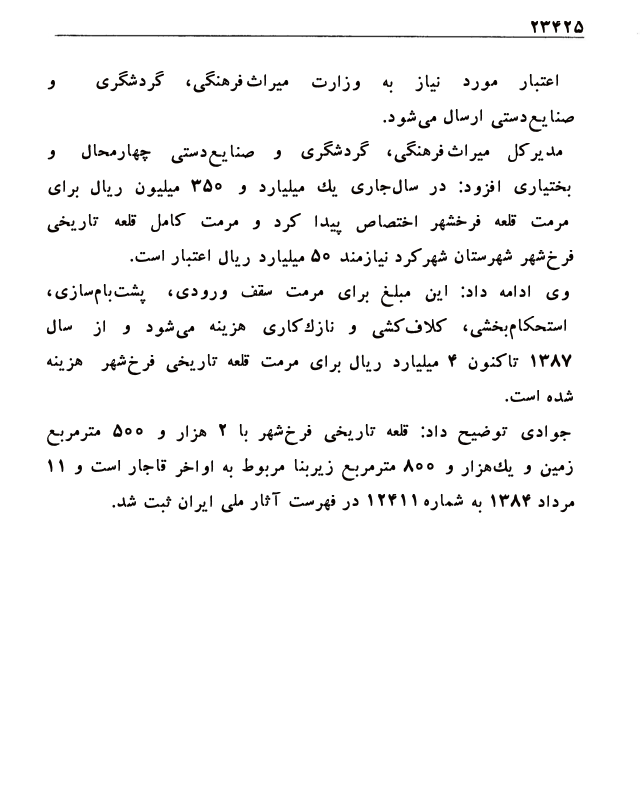 ۲۳۴۲۵
اعتبار مورد نیاز به وزارت میراث‌فرهنگی، گردشگری و
صنایع‌دستی ارسال می‌شود.
مدیرکل میراث‌فرهنگی، گردشگری و صنایع‌دستی چهارمحال و
بختیاری افزود: در سال‌جاری یك میلیارد و ۳۵۰ میلیون ریال برای
مرمت قلعه فرخشهر اختصاص پیدا کرد و مرمت کامل قلعه تاریخی
فرخ‌شهر شهرستان شهرکرد نیازمند ۵۰ میلیارد ریال اعتبار است.
وی ادامه داد: این مبلغ برای مرمت سقف ورودی، پشت‌بام‌سازی،
استحکام‌بخشی، کلاف‌کشی و نازك‌کاری هزینه می‌شود و از سال
۱۳۸۷ تاکنون ۴ میلیارد ریال برای مرمت قلعه تاریخی فرخ‌شهر هزینه
شده است.
جوادی توضیح داد: قلعه تاریخی فرخ‌شهر با ۲ هزار و ۵۰۰ مترمربع
زمین و یك‌هزار و ۸۰۰ مترمربع زیربنا مربوط به اواخر قاجار است و ۱۱
مرداد ۱۳۸۴ به شماره ۱۲۴۱۱ در فهرست آثار ملی ایران ثبت شد.